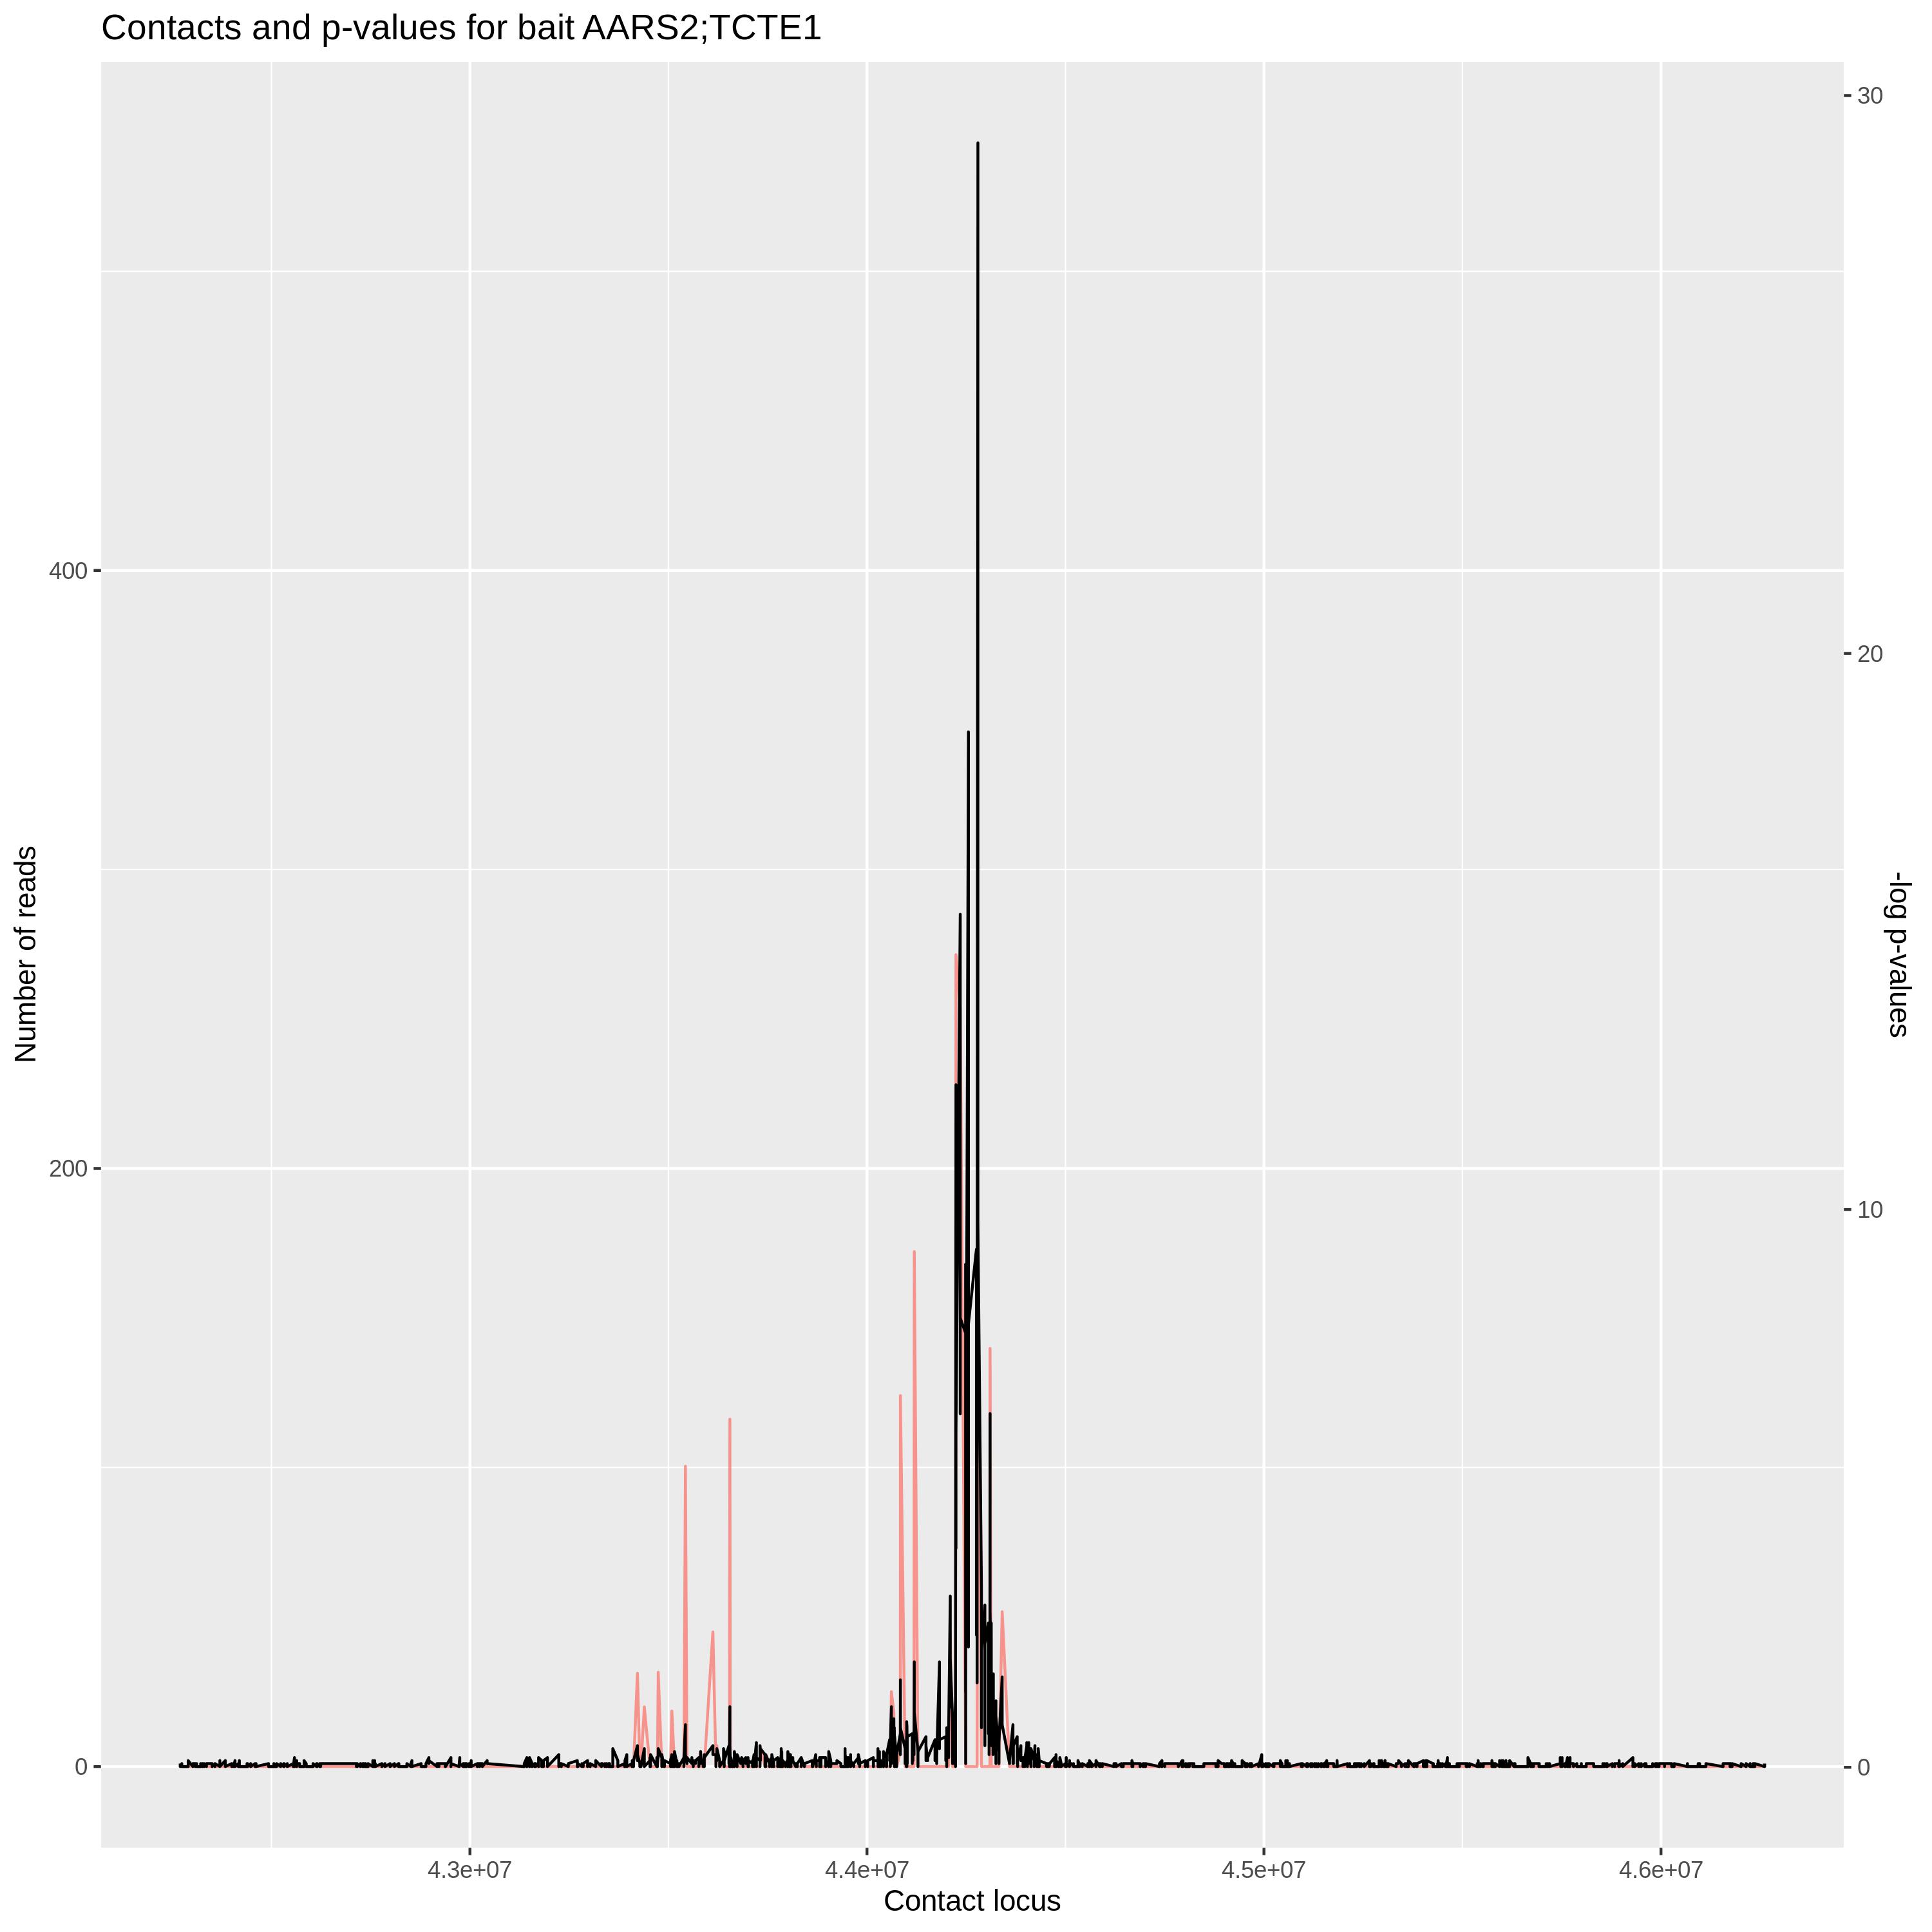 Contacts and p-values for bait AARS2;TCTE1
Number of reads
400
200
0
30
20
10
0
-log p-values
4.3e+07
4.4e+07
4.5e+07
4.6e+07
Contact locus